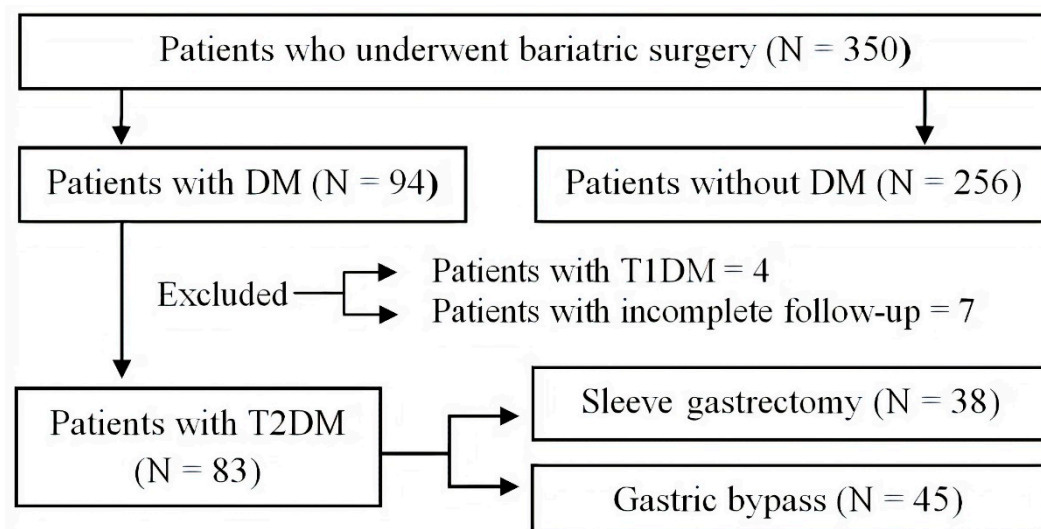 Patients who underwent bariatric surgery (N = 350)
Patients with DM (N = 94)
Patients without DM (N = 256)
Excluded
Patients with T1DM = 4
Patients with incomplete follow-up = 7
Patients with T2DM
(N = 83)
Sleeve gastrectomy (N = 38)
Gastric bypass (N = 45)